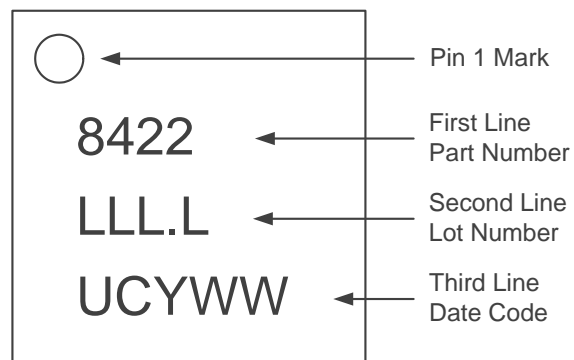 Pin 1 Mark
8422
First Line
Part Number
LLL.L
Second Line
Lot Number
UCYWW
Third Line
Date Code